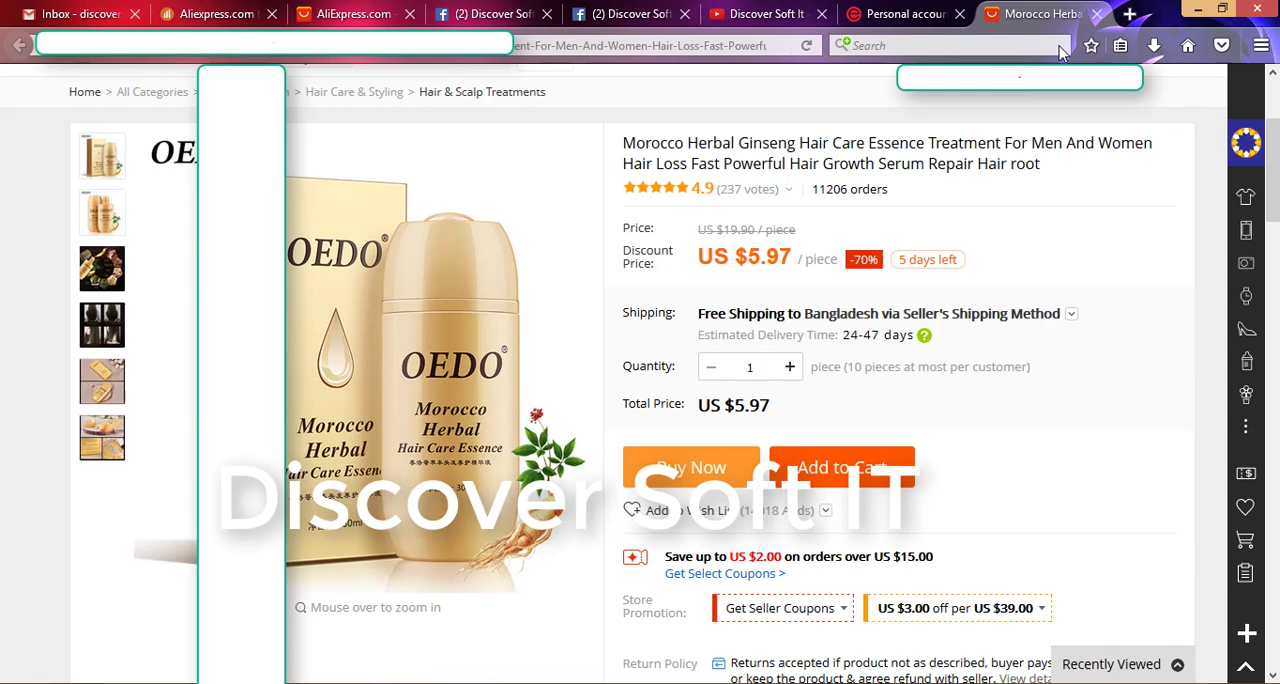 Inbox - discover
Aliexpress.com
AliExpress.com -
(2) Discover Sof
(2) Discover Soft
Discover Soft It -
Personal accoun
Morocco Herba
ent-For-Men-And-Women-Hair-Loss-Fast-Powerfu
Search
Home > All Categories > > Hair Care & Styling > Hair & Scalp Treatments
Morocco Herbal Ginseng Hair Care Essence Treatment For Men And Women
Hair Loss Fast Powerful Hair Growth Serum Repair Hair root
4.9 (237 votes) 11206 orders
Price: US $19.90 / piece
Discount
Price:
US $5.97 / piece -70% 5 days left
Shipping: Free Shipping to Bangladesh via Seller's Shipping Method
Estimated Delivery Time: 24-47 days ?
Quantity: 1 piece (10 pieces at most per customer)
Total Price: US $5.97
Buy Now Add to Cart
Discover Soft IT
Add to Wish List
Save up to US $2.00 on orders over US $15.00
Get Select Coupons >
Store
Promotion:
Get Seller Coupons US $3.00 off per US $39.00
Return Policy Returns accepted if product not as described, buyer pays
or keep the product & agree refund with seller. View deta
Recently Viewed
OE
OEDO®
Morocco
Herbal
Hair Care Essen
OEDO®
Morocco
Herbal
Hair Care Essence
Mouse over to zoom in